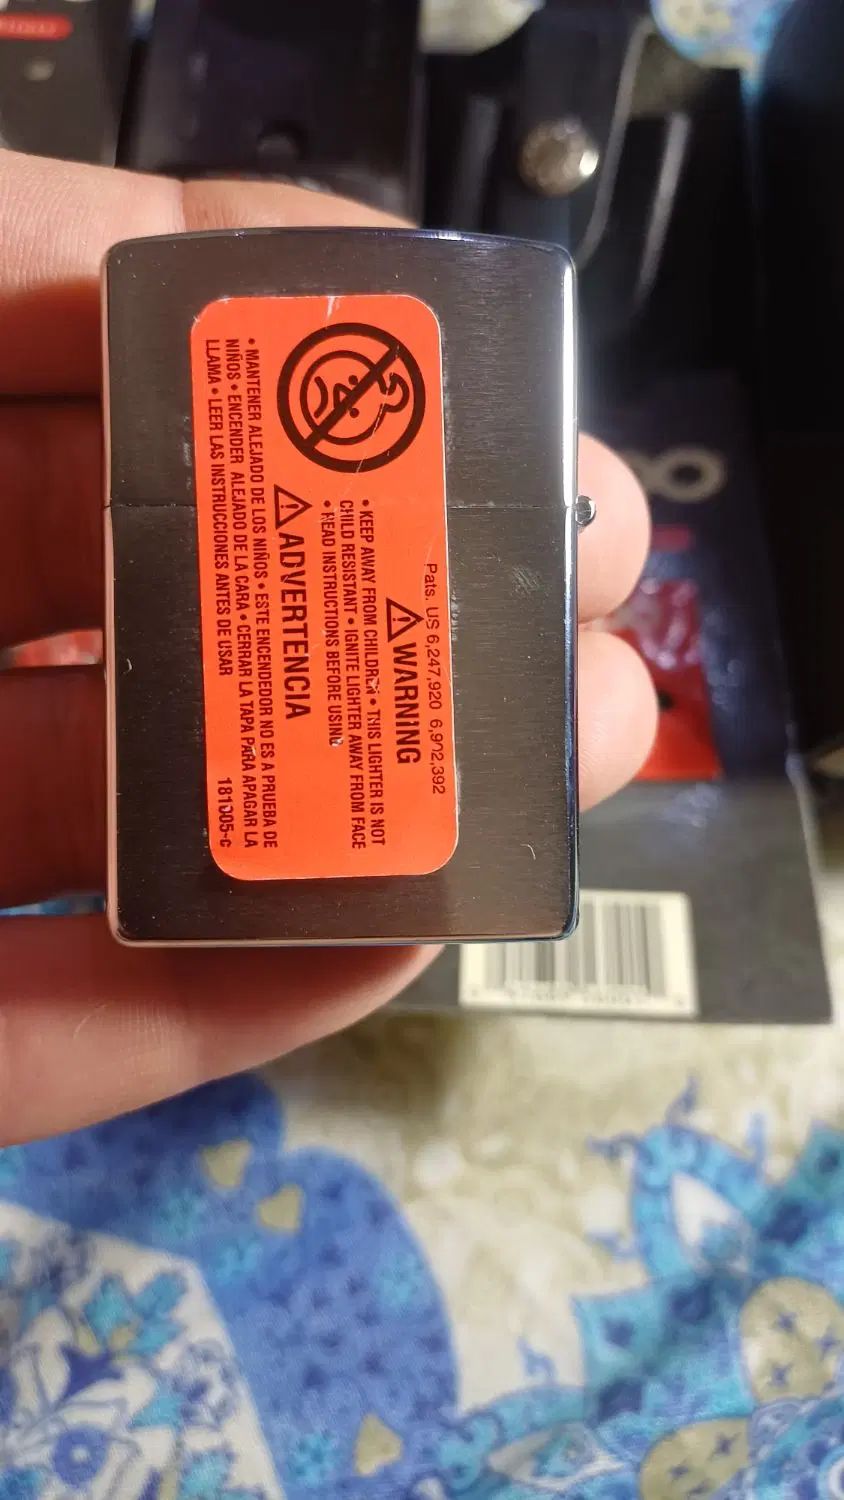 Pats. US 6,247,920 6,902,392
WARNING
• KEEP AWAY FROM CHILDREN • THIS LIGHTER IS NOT
CHILD RESISTANT • IGNITE LIGHTER AWAY FROM FACE
• READ INSTRUCTIONS BEFORE USING
ADVERTENCIA
• MANTENER ALEJADO DE LOS NIÑOS • ESTE ENCENDEDOR NO ES A PRUEBA DE
NIÑOS • ENCENDER ALEJADO DE LA CARA • CERRAR LA TAPA PARA APAGAR LA
LLAMA • LEER LAS INSTRUCCIONES ANTES DE USAR
181005-c